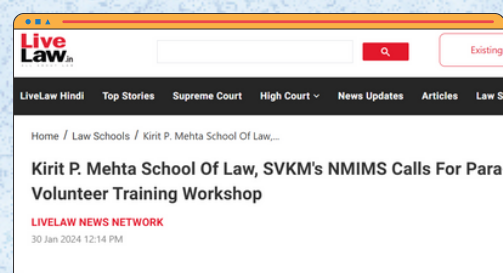 Live
Law.in
Existing
LiveLaw Hindi Top Stories Supreme Court High Court News Updates Articles Law S
Home / Law Schools / Kirit P. Mehta School Of Law,...
Kirit P. Mehta School Of Law, SVKM's NMIMS Calls For Para
Volunteer Training Workshop
LIVELAW NEWS NETWORK
30 Jan 2024 12:14 PM